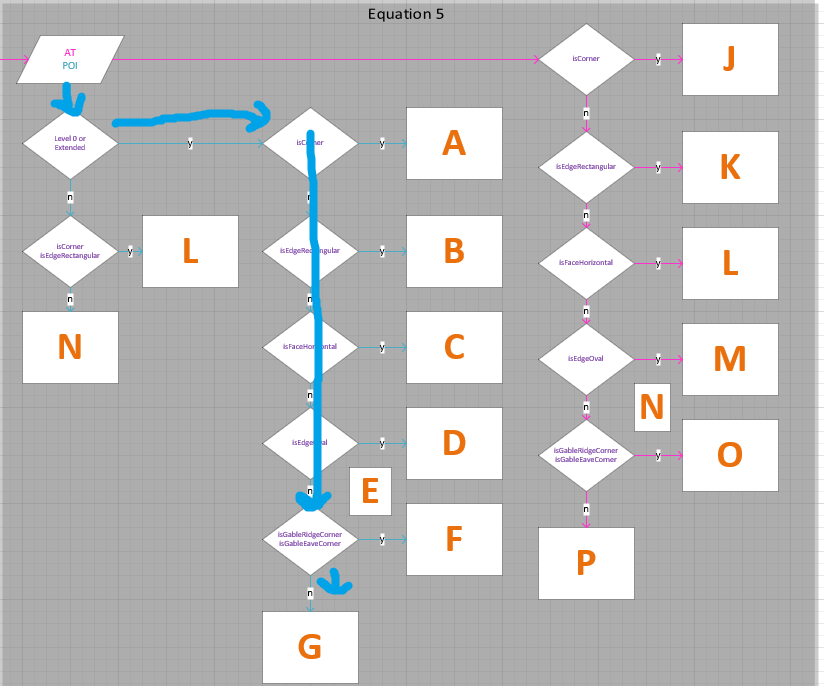 Equation 5
AT
POI
Level 0 or
Extended
y
n
isCorner
isEdgeRectangular
y
L
n
N
isCorner
y
A
n
isEdgeRectangular
y
B
n
isFaceHorizontal
y
C
n
isEdgeOval
y
D
n
E
isGableRidgeCorner
isGableEaveCorner
y
F
n
G
isCorner
y
J
n
isEdgeRectangular
y
K
n
isFaceHorizontal
y
L
n
isEdgeOval
y
M
n
N
isGableRidgeCorner
isGableEaveCorner
y
O
n
P